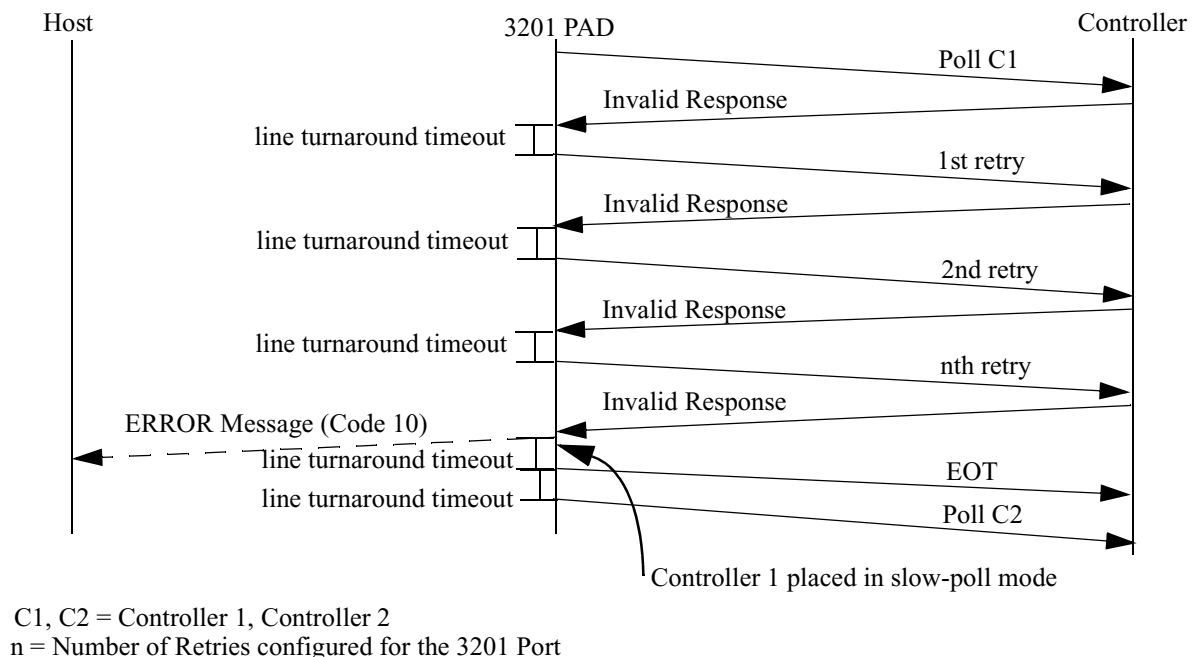 Host
3201 PAD
Controller
Poll C1
Invalid Response
line turnaround timeout
1st retry
Invalid Response
line turnaround timeout
2nd retry
Invalid Response
line turnaround timeout
nth retry
Invalid Response
ERROR Message (Code 10)
line turnaround timeout
EOT
line turnaround timeout
Poll C2
Controller 1 placed in slow-poll mode
C1, C2 = Controller 1, Controller 2
n = Number of Retries configured for the 3201 Port